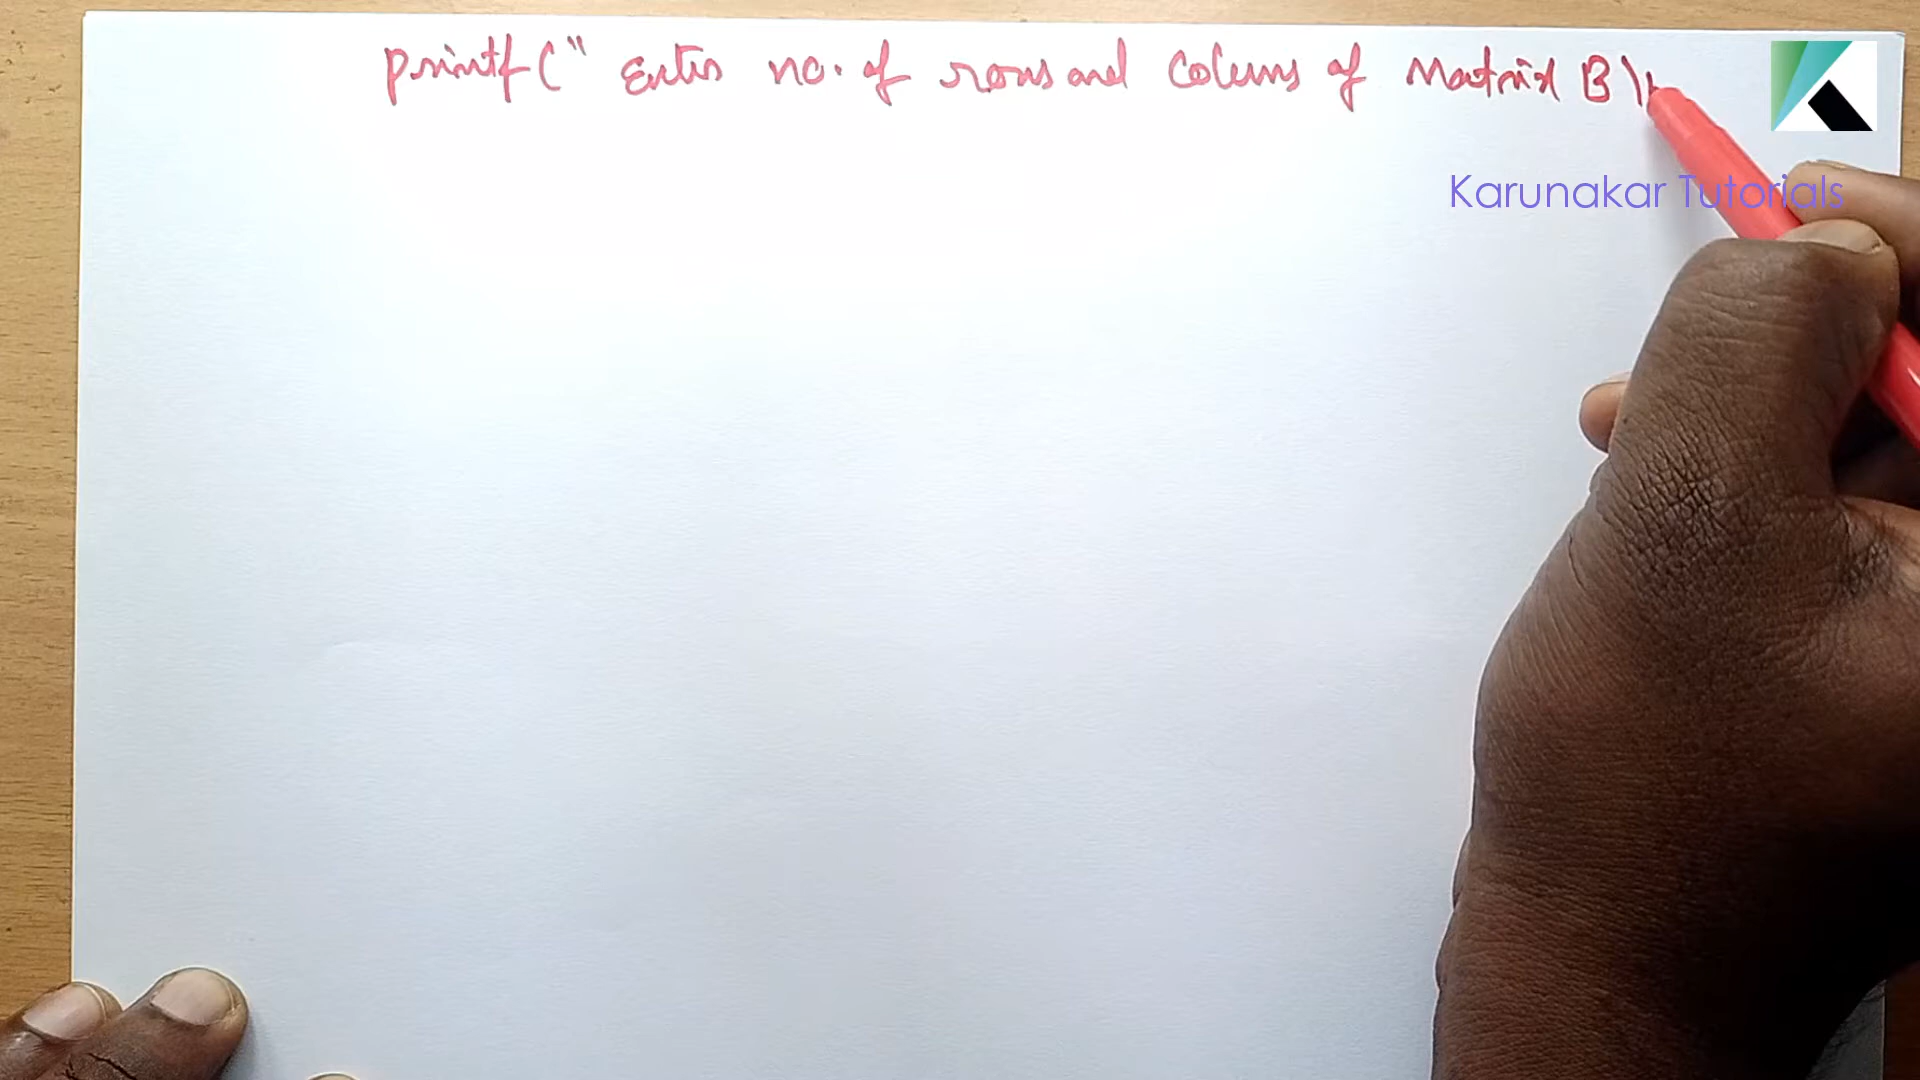 printf(" Enter no. of rows and Colums of Matrix B\n
Karunakar Tutorials